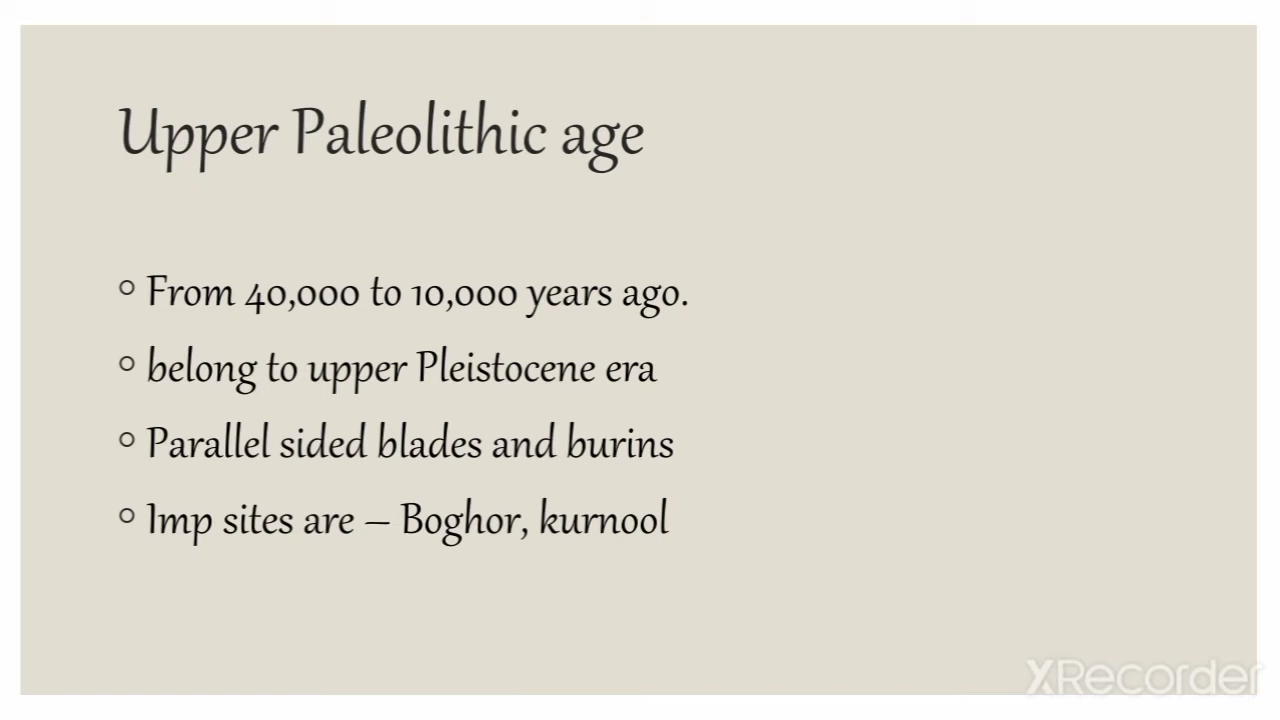 Upper Paleolithic age
From 40,000 to 10,000 years ago.
belong to upper Pleistocene era
Parallel sided blades and burins
Imp sites are – Boghor, kurnool
XRecorder